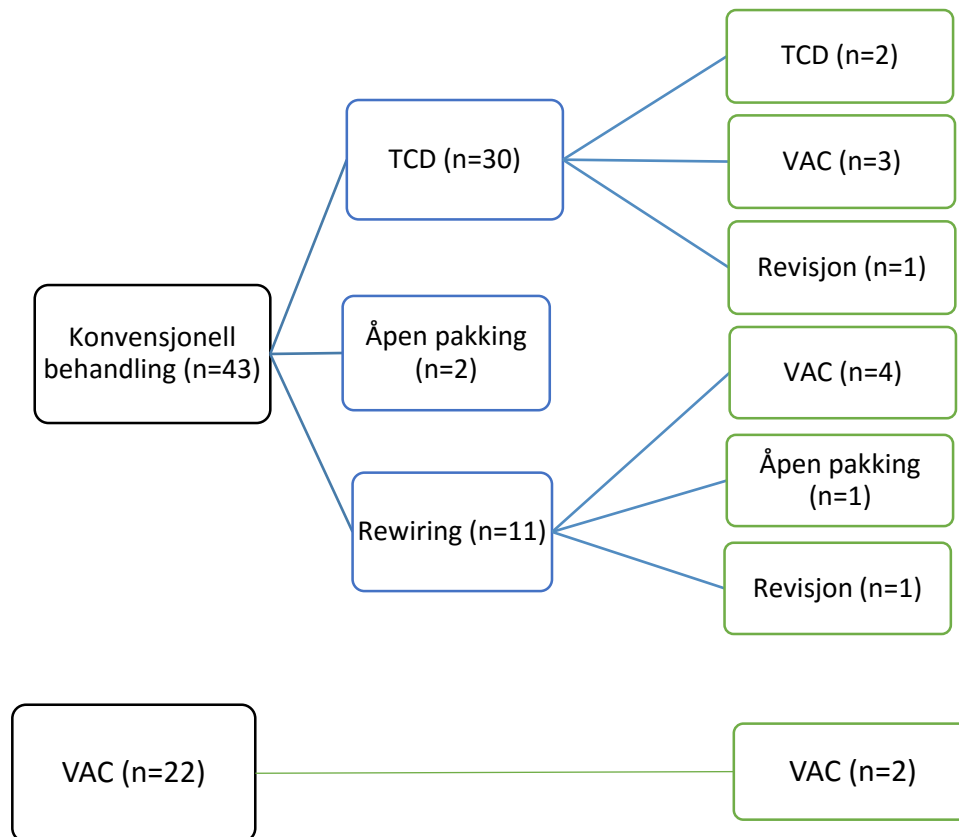 TCD (n=2)
TCD (n=30)
VAC (n=3)
Revisjon (n=1)
Konvensjonell
behandling (n=43)
Åpen pakking
(n=2)
VAC (n=4)
Åpen pakking
(n=1)
Rewiring (n=11)
Revisjon (n=1)
VAC (n=22)
VAC (n=2)